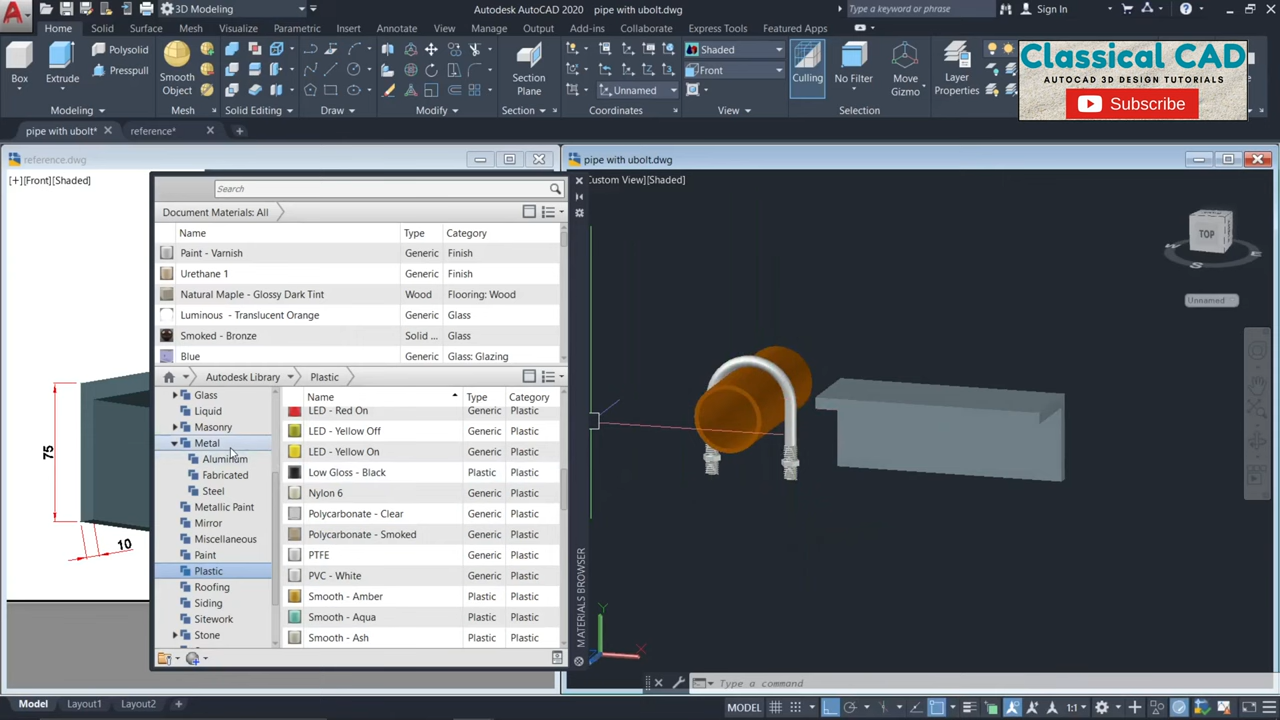 3D Modeling
Autodesk AutoCAD 2020 pipe with ubolt.dwg
Type a keyword or phrase
Sign In
Home Solid Surface Mesh Visualize Parametric Insert Annotate View Manage Output Add-ins Collaborate Express Tools Featured Apps
Box
Extrude
Polysolid
Presspull
Smooth
Object
Section
Plane
Unnamed
Shaded
Front
Culling
No Filter
Move
Gizmo
Layer
Properties
Modeling
Mesh
Solid Editing
Draw
Modify
Section
Coordinates
View
Selection
Classical CAD
AUTOCAD 3D DESIGN TUTORIALS
Subscribe
pipe with ubolt*
reference*
reference.dwg
[+][Front][Shaded]
pipe with ubolt.dwg
Custom View][Shaded]
Search
Document Materials: All
Name Type Category
Paint - Varnish Generic Finish
Urethane 1 Generic Finish
Natural Maple - Glossy Dark Tint Wood Flooring: Wood
Luminous - Translucent Orange Generic Glass
Smoked - Bronze Solid ... Glass
Blue Generic Glass: Glazing
Autodesk Library Plastic
Glass
Liquid
Masonry
Metal
Aluminum
Fabricated
Steel
Metallic Paint
Mirror
Miscellaneous
Paint
Plastic
Roofing
Siding
Sitework
Stone
Name Type Category
LED - Red On Generic Plastic
LED - Yellow Off Generic Plastic
LED - Yellow On Generic Plastic
Low Gloss - Black Plastic Plastic
Nylon 6 Generic Plastic
Polycarbonate - Clear Generic Plastic
Polycarbonate - Smoked Generic Plastic
PTFE Generic Plastic
PVC - White Generic Plastic
Smooth - Amber Plastic Plastic
Smooth - Aqua Plastic Plastic
Smooth - Ash Plastic Plastic
MATERIALS BROWSER
75
10
TOP
S
E
Unnamed
Y
X
Type a command
Model Layout1 Layout2
MODEL
1:1